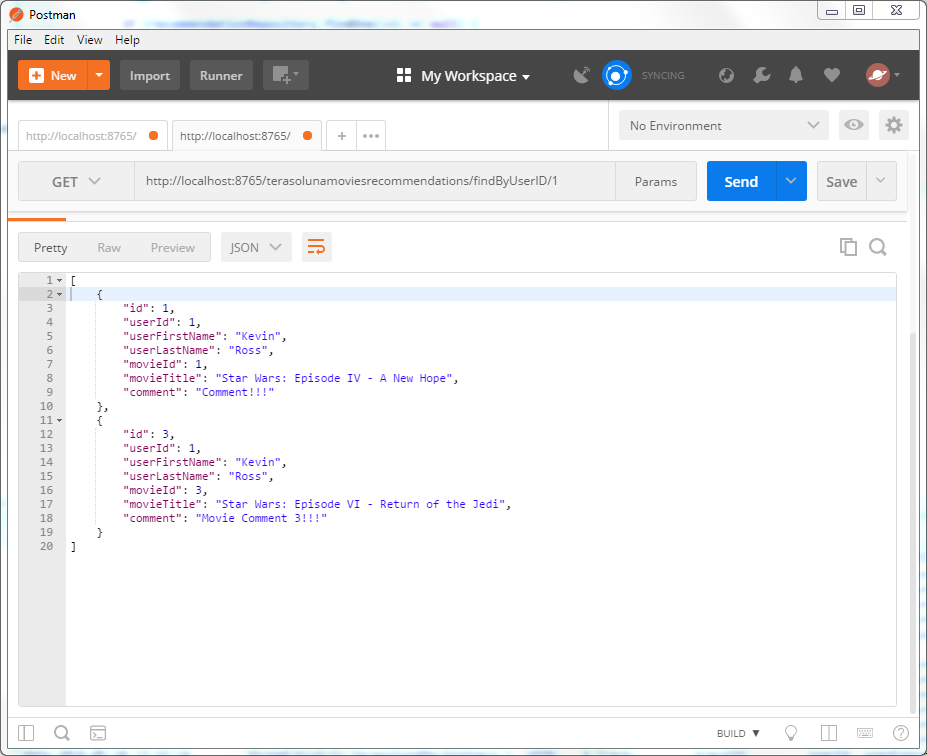 Postman
File Edit View Help
New Import Runner My Workspace SYNCING
http://localhost:8765/ http://localhost:8765/ + ••• No Environment
GET http://localhost:8765/terasolunamoviesrecommendations/findByUserID/1 Params Send Save
Pretty Raw Preview JSON
1 [
2 {
3 "id": 1,
4 "userId": 1,
5 "userFirstName": "Kevin",
6 "userLastName": "Ross",
7 "movieId": 1,
8 "movieTitle": "Star Wars: Episode IV - A New Hope",
9 "comment": "Comment!!!"
10 },
11 {
12 "id": 3,
13 "userId": 1,
14 "userFirstName": "Kevin",
15 "userLastName": "Ross",
16 "movieId": 3,
17 "movieTitle": "Star Wars: Episode VI - Return of the Jedi",
18 "comment": "Movie Comment 3!!!"
19 }
20 ]
BUILD